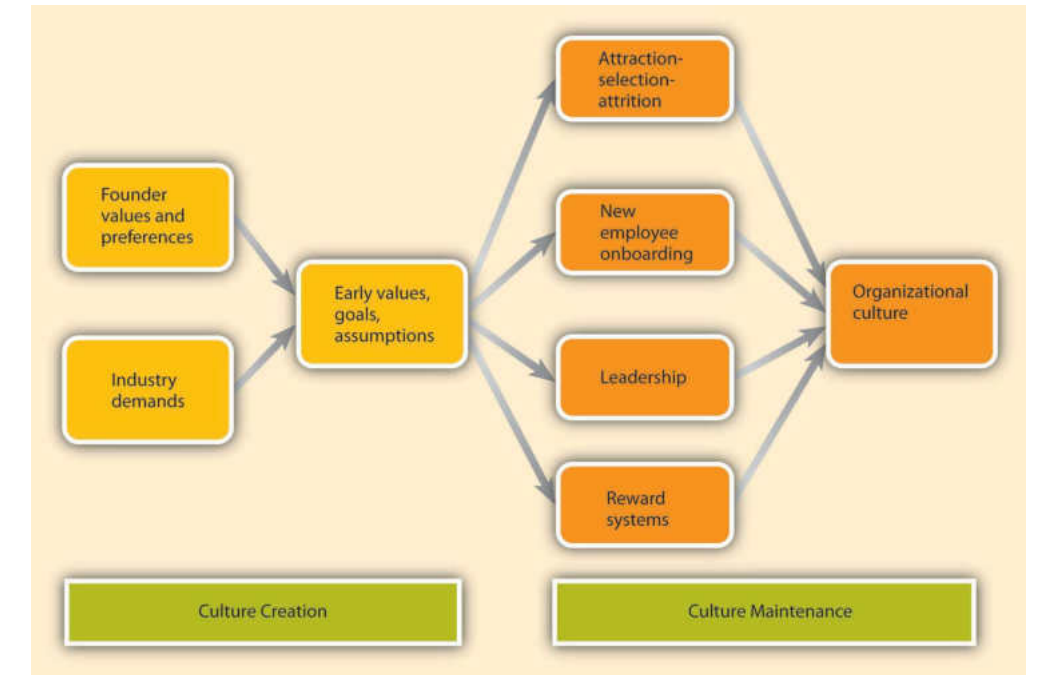 Founder
values and
preferences
Industry
demands
Early values,
goals,
assumptions
Attraction-
selection-
attrition
New
employee
onboarding
Leadership
Reward
systems
Organizational
culture
Culture Creation
Culture Maintenance